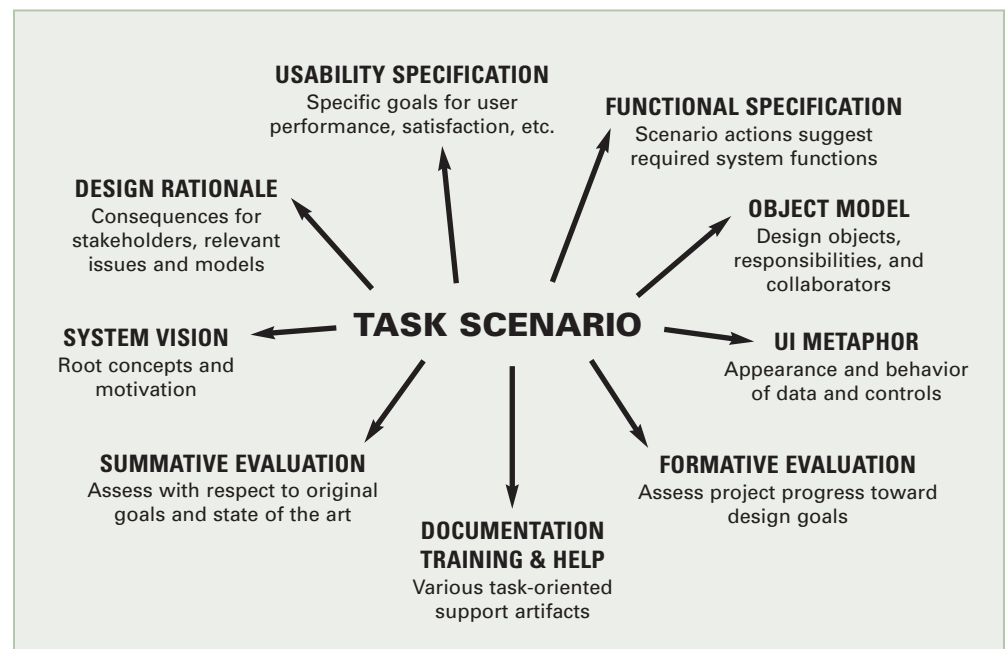 USABILITY SPECIFICATION
Specific goals for user
performance, satisfaction, etc.
FUNCTIONAL SPECIFICATION
Scenario actions suggest
required system functions
DESIGN RATIONALE
Consequences for
stakeholders, relevant
issues and models
OBJECT MODEL
Design objects,
responsibilities, and
collaborators
TASK SCENARIO
SYSTEM VISION
Root concepts and
motivation
UI METAPHOR
Appearance and behavior
of data and controls
SUMMATIVE EVALUATION
Assess with respect to original
goals and state of the art
FORMATIVE EVALUATION
Assess project progress toward
design goals
DOCUMENTATION
TRAINING & HELP
Various task-oriented
support artifacts